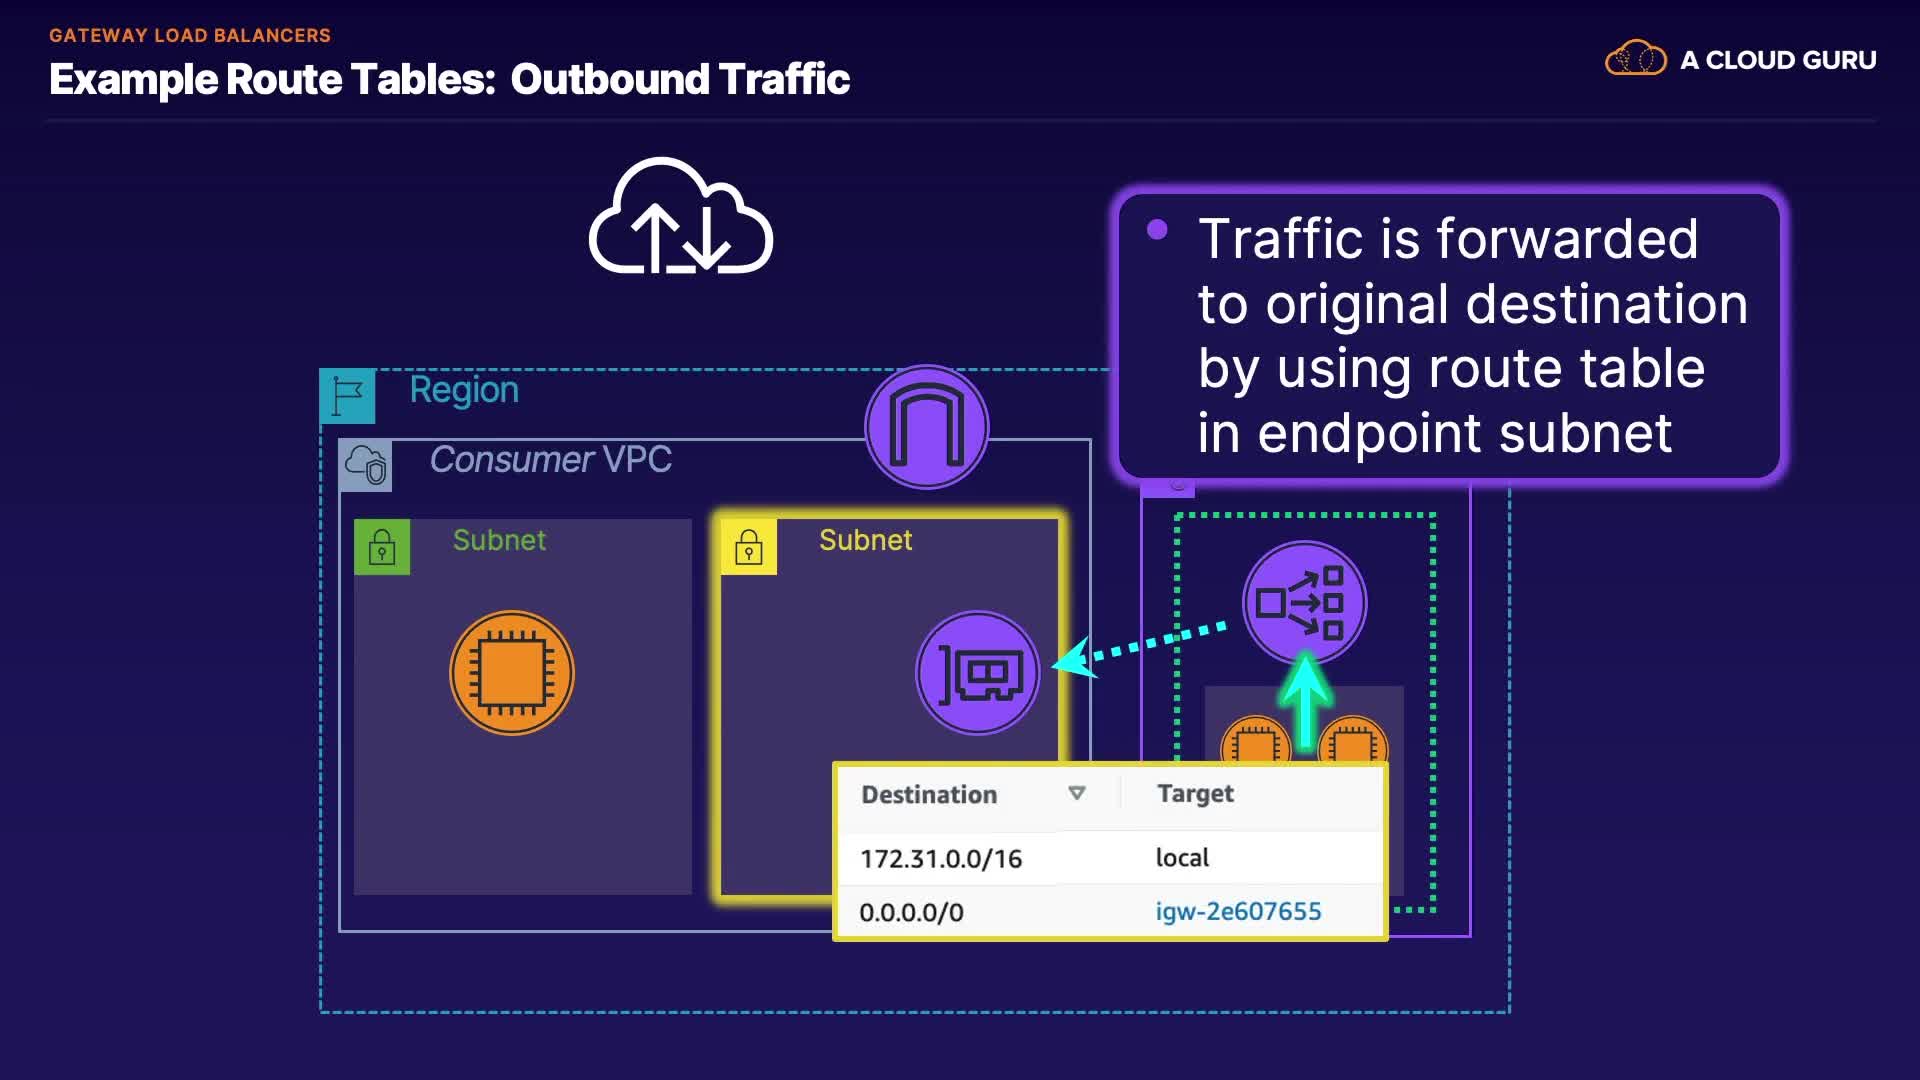 GATEWAY LOAD BALANCERS
Example Route Tables: Outbound Traffic
A CLOUD GURU
Traffic is forwarded
to original destination
by using route table
in endpoint subnet
Region
Consumer VPC
Subnet
Subnet
Destination Target
172.31.0.0/16 local
0.0.0.0/0 igw-2e607655